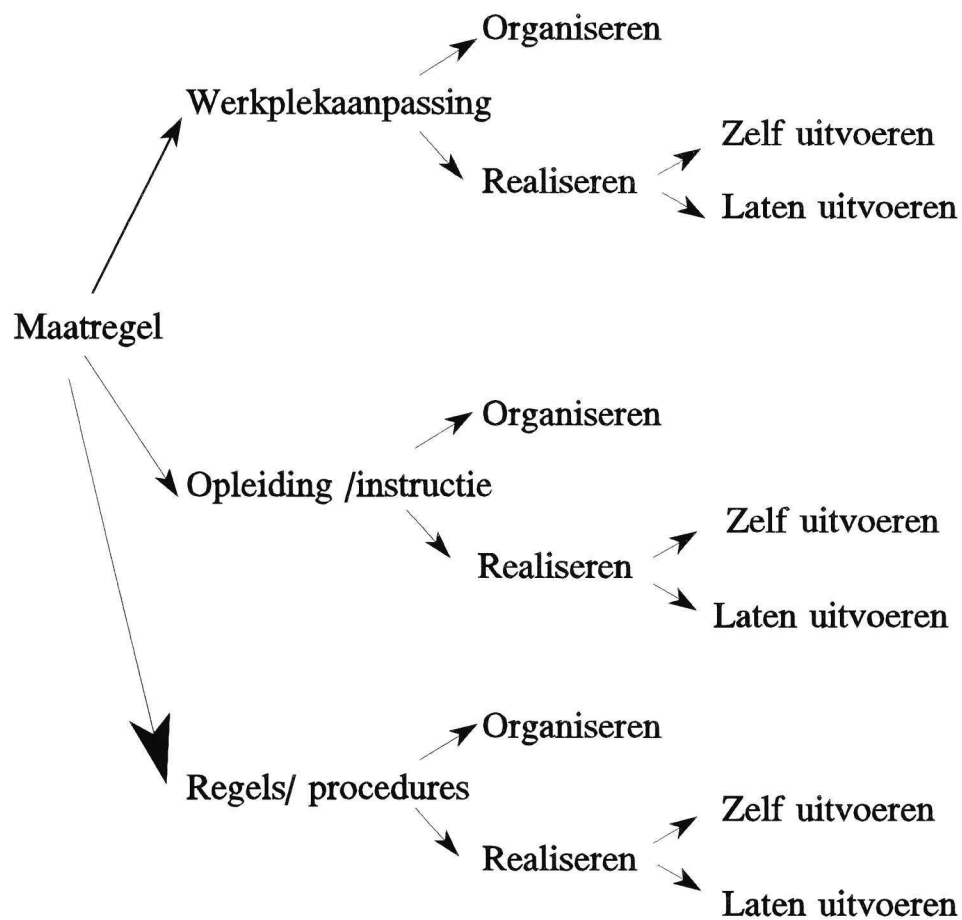 Organiseren
Werkplekaanpassing
Zelf uitvoeren
Realiseren
Laten uitvoeren
Maatregel
Organiseren
Opleiding /instructie
Zelf uitvoeren
Realiseren
Laten uitvoeren
Organiseren
Regels/ procedures
Zelf uitvoeren
Realiseren
Laten uitvoeren